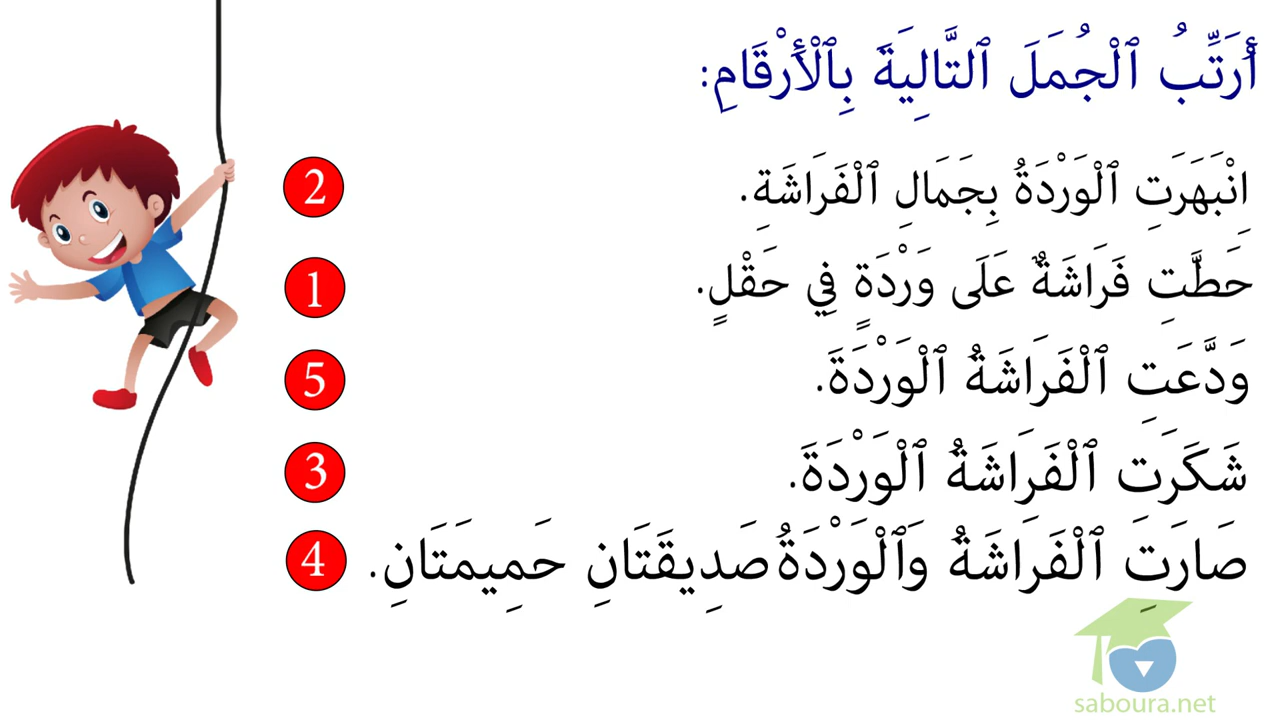 أُرَتِّبُ ٱلْجُمَلَ ٱلتَّالِيَةَ بِٱلْأَرْقَامِ:
اِنْبَهَرَتِ ٱلْوَرْدَةُ بِجَمَالِ ٱلْفَرَاشَةِ. 2
حَطَّتِ فَرَاشَةٌ عَلَى وَرْدَةٍ فِي حَقْلٍ. 1
وَدَّعَتِ ٱلْفَرَاشَةُ ٱلْوَرْدَةَ. 5
شَكَرَتِ ٱلْفَرَاشَةُ ٱلْوَرْدَةَ. 3
صَارَتَِ ٱلْفَرَاشَةُ وَٱلْوَرْدَةُ صَدِيقَتَانِ حَمِيمَتَانِ. 4
saboura.net